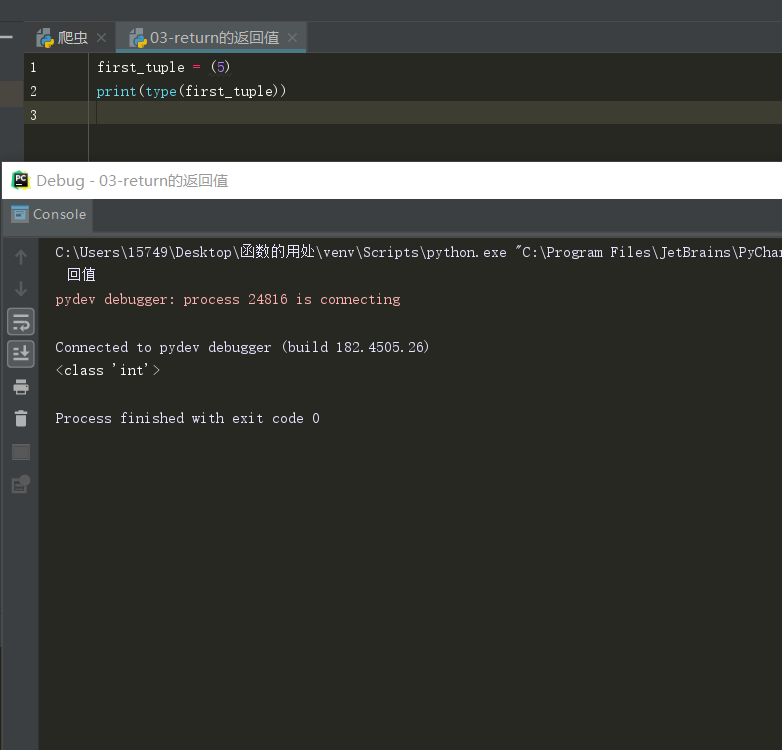 爬虫 03-return的返回值
1 first_tuple = (5)
2 print(type(first_tuple))
3
PC Debug - 03-return的返回值
Console
C:\Users\15749\Desktop\函数的用处\venv\Scripts\python.exe "C:\Program Files\JetBrains\PyChar
回值
pydev debugger: process 24816 is connecting
Connected to pydev debugger (build 182.4505.26)
<class 'int'>
Process finished with exit code 0